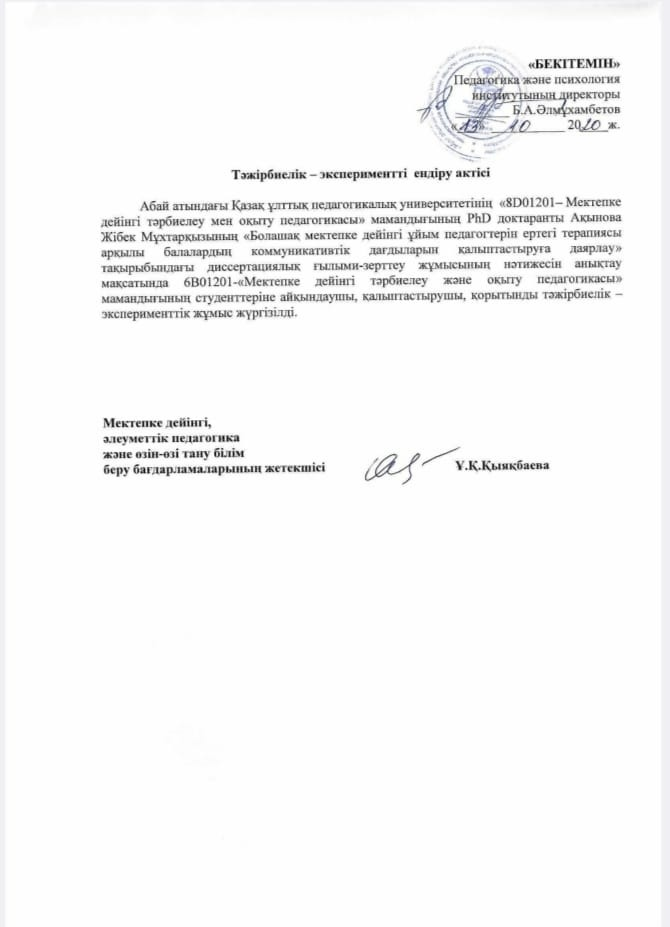 «БЕКІТЕМІН»
Педагогика және психология
институтының директоры
Б.А.Әлмұхамбетов
«13» 10 2020 ж.
Тәжірбиелік – экспериментті ендіру актісі
Абай атындағы Қазақ ұлттық педагогикалық университетінің «8D01201– Мектепке
дейінгі тәрбиелеу мен оқыту педагогикасы» мамандығының PhD докторанты Ақынова
Жібек Мұхтарқызының «Болашақ мектепке дейінгі ұйым педагогтерін ертегі терапиясы
арқылы балалардың коммуникативтік дағдыларын қалыптастыруға даярлау»
тақырыбындағы диссертациялық ғылыми-зерттеу жұмысының нәтижесін анықтау
мақсатында 6В01201-«Мектепке дейінгі тәрбиелеу және оқыту педагогикасы»
мамандығының студенттеріне айқындаушы, қалыптастырушы, қорытынды тәжірбиелік –
эксперименттік жұмыс жүргізілді.
Мектепке дейінгі,
әлеуметтік педагогика
және өзін-өзі тану білім
беру бағдарламаларының жетекшісі Ұ.Қ.Қыяқбаева